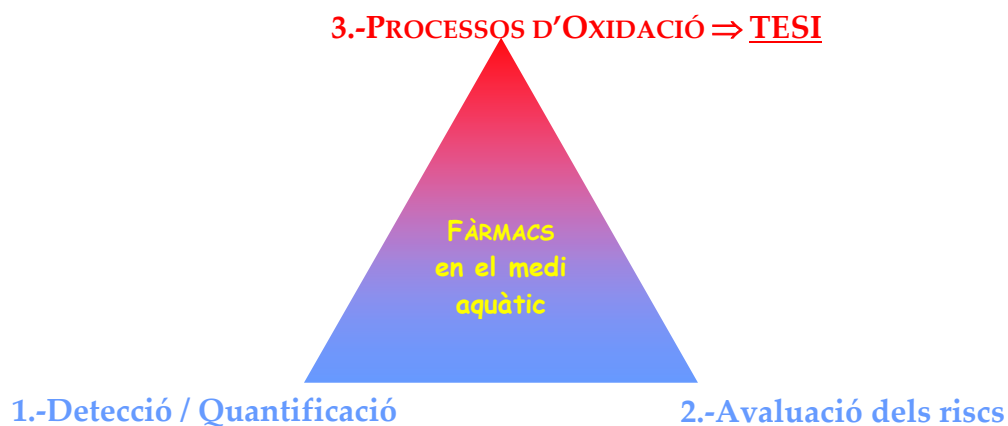 3.-PROCESSOS D'OXIDACIÓ ⇒ TESI
FÀRMACS
en el medi
aquàtic
1.-Detecció / Quantificació
2.-Avaluació dels riscs